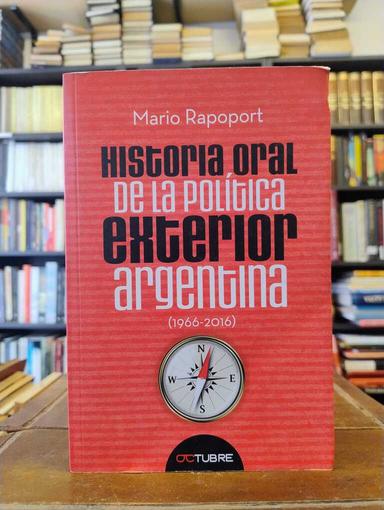 Mario Rapoport
HISTORIA ORAL
DE LA POLÍTICA
EXTERIOR
ARGENTINA
(1966-2016)
N
W E
S
OCTUBRE